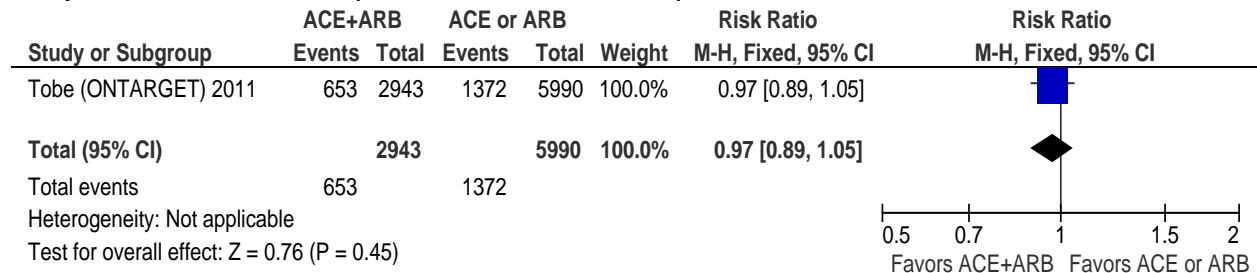 ACE+ARB ACE or ARB Risk Ratio Risk Ratio
Study or Subgroup Events Total Events Total Weight M-H, Fixed, 95% CI M-H, Fixed, 95% CI
Tobe (ONTARGET) 2011 653 2943 1372 5990 100.0% 0.97 [0.89, 1.05]
Total (95% CI) 2943 5990 100.0% 0.97 [0.89, 1.05]
Total events 653 1372
Heterogeneity: Not applicable
Test for overall effect: Z = 0.76 (P = 0.45)
0.5 0.7 1 1.5 2
Favors ACE+ARB Favors ACE or ARB